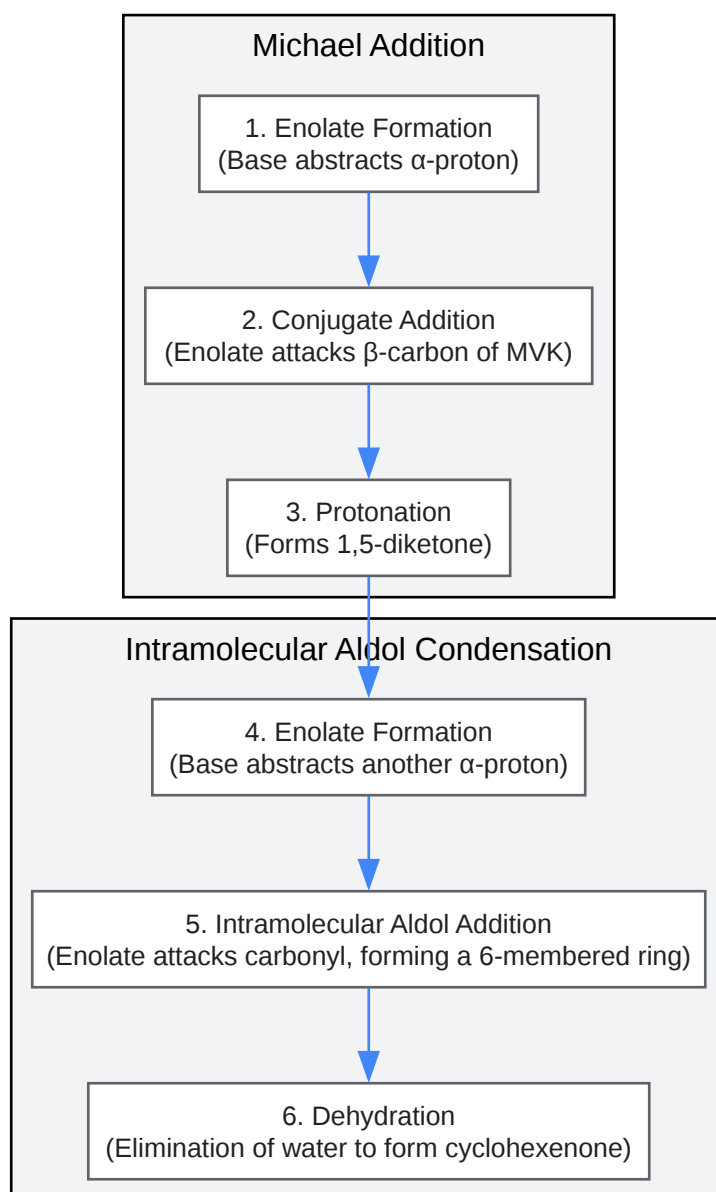 Michael Addition
1. Enolate Formation
(Base abstracts α-proton)
2. Conjugate Addition
(Enolate attacks β-carbon of MVK)
3. Protonation
(Forms 1,5-diketone)
Intramolecular Aldol Condensation
4. Enolate Formation
(Base abstracts another α-proton)
5. Intramolecular Aldol Addition
(Enolate attacks carbonyl, forming a 6-membered ring)
6. Dehydration
(Elimination of water to form cyclohexenone)